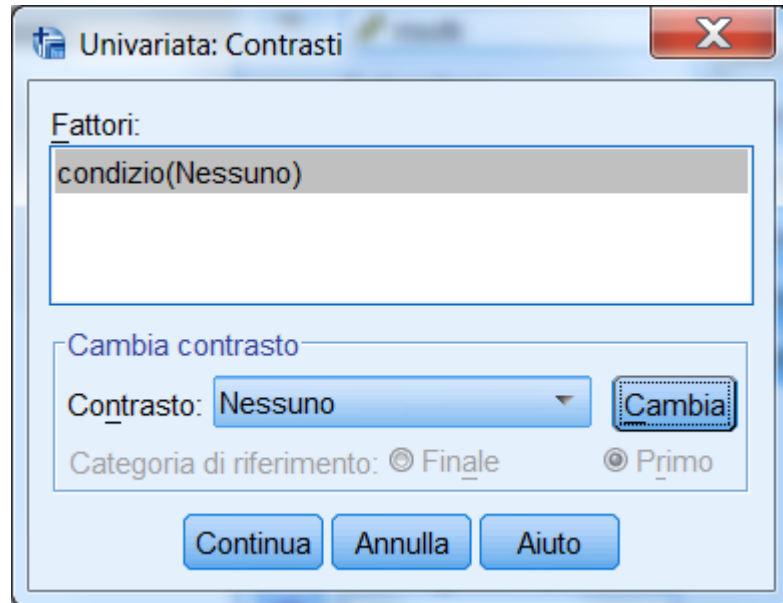 Univariata: Contrasti
Fattori:
condizio(Nessuno)
Cambia contrasto
Contrasto: Nessuno Cambia
Categoria di riferimento: Finale Primo
Continua Annulla Aiuto